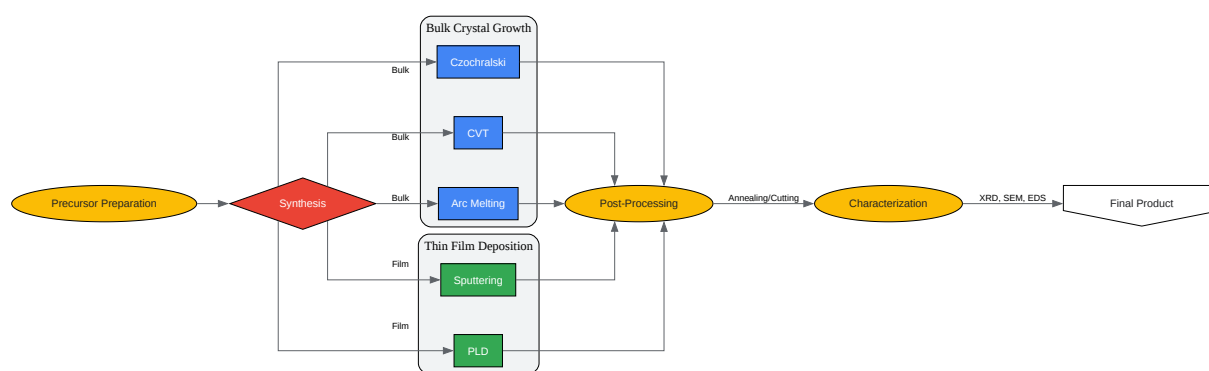 Bulk Crystal Growth
Czochralski
Bulk
CVT
Bulk
Precursor Preparation
Synthesis
Bulk
Arc Melting
Post-Processing
Annealing/Cutting
Characterization
XRD, SEM, EDS
Final Product
Thin Film Deposition
Film
Sputtering
Film
PLD